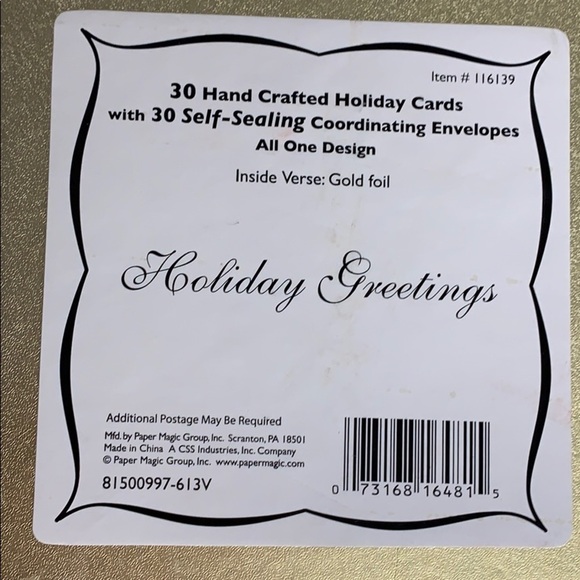 Item # 116139
30 Hand Crafted Holiday Cards
with 30 Self-Sealing Coordinating Envelopes
All One Design
Inside Verse: Gold foil
Holiday Greetings
Additional Postage May Be Required
Mfd. by Paper Magic Group, Inc. Scranton, PA 18501
Made in China A CSS Industries, Inc. Company
© Paper Magic Group, Inc. www.papermagic.com
81500997-613V
0 73168 16481 5